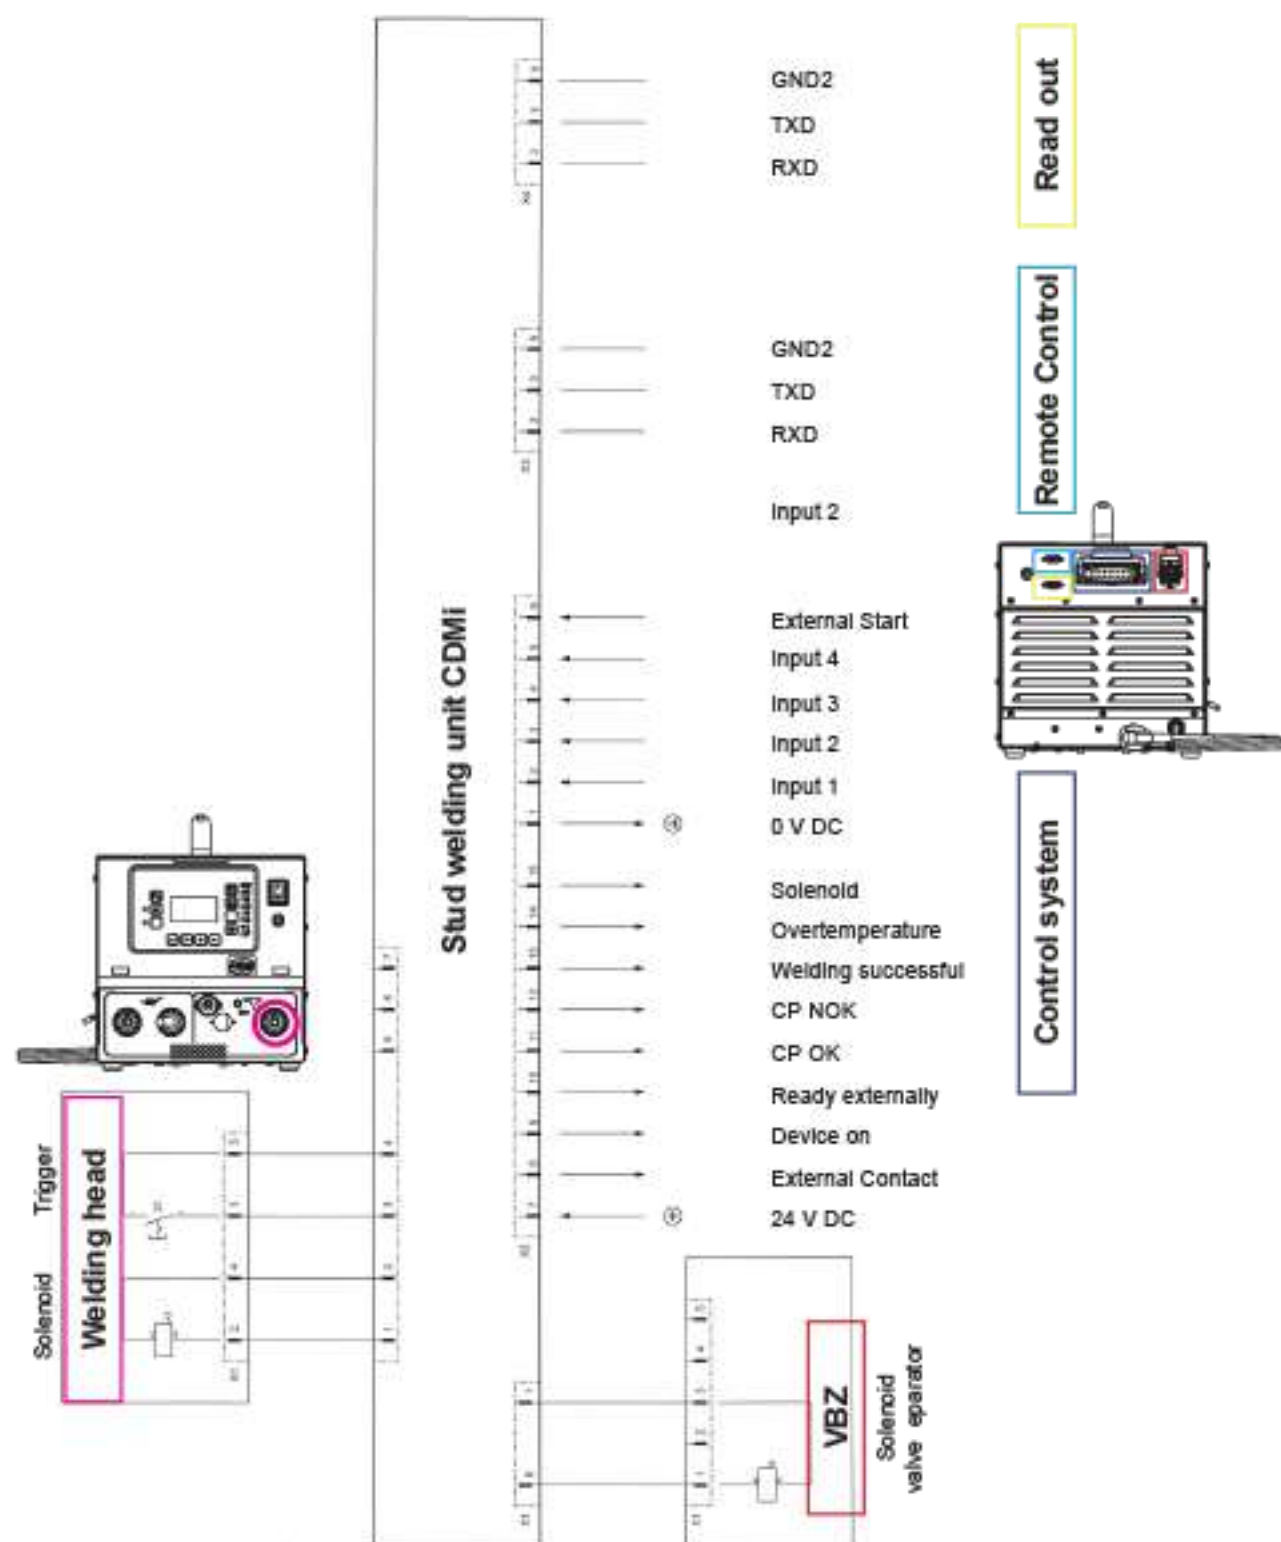 GND2
TXD
RXD
Read out
GND2
TXD
RXD
Remote Control
Input 2
Stud welding unit CDMi
External Start
Input 4
Input 3
Input 2
Input 1
0 V DC
Solenoid
Overtemperature
Welding successful
CP NOK
CP OK
Ready externally
Device on
External Contact
24 V DC
Control system
Trigger
Solenoid
Welding head
VBZ
Solenoid
valve eparator